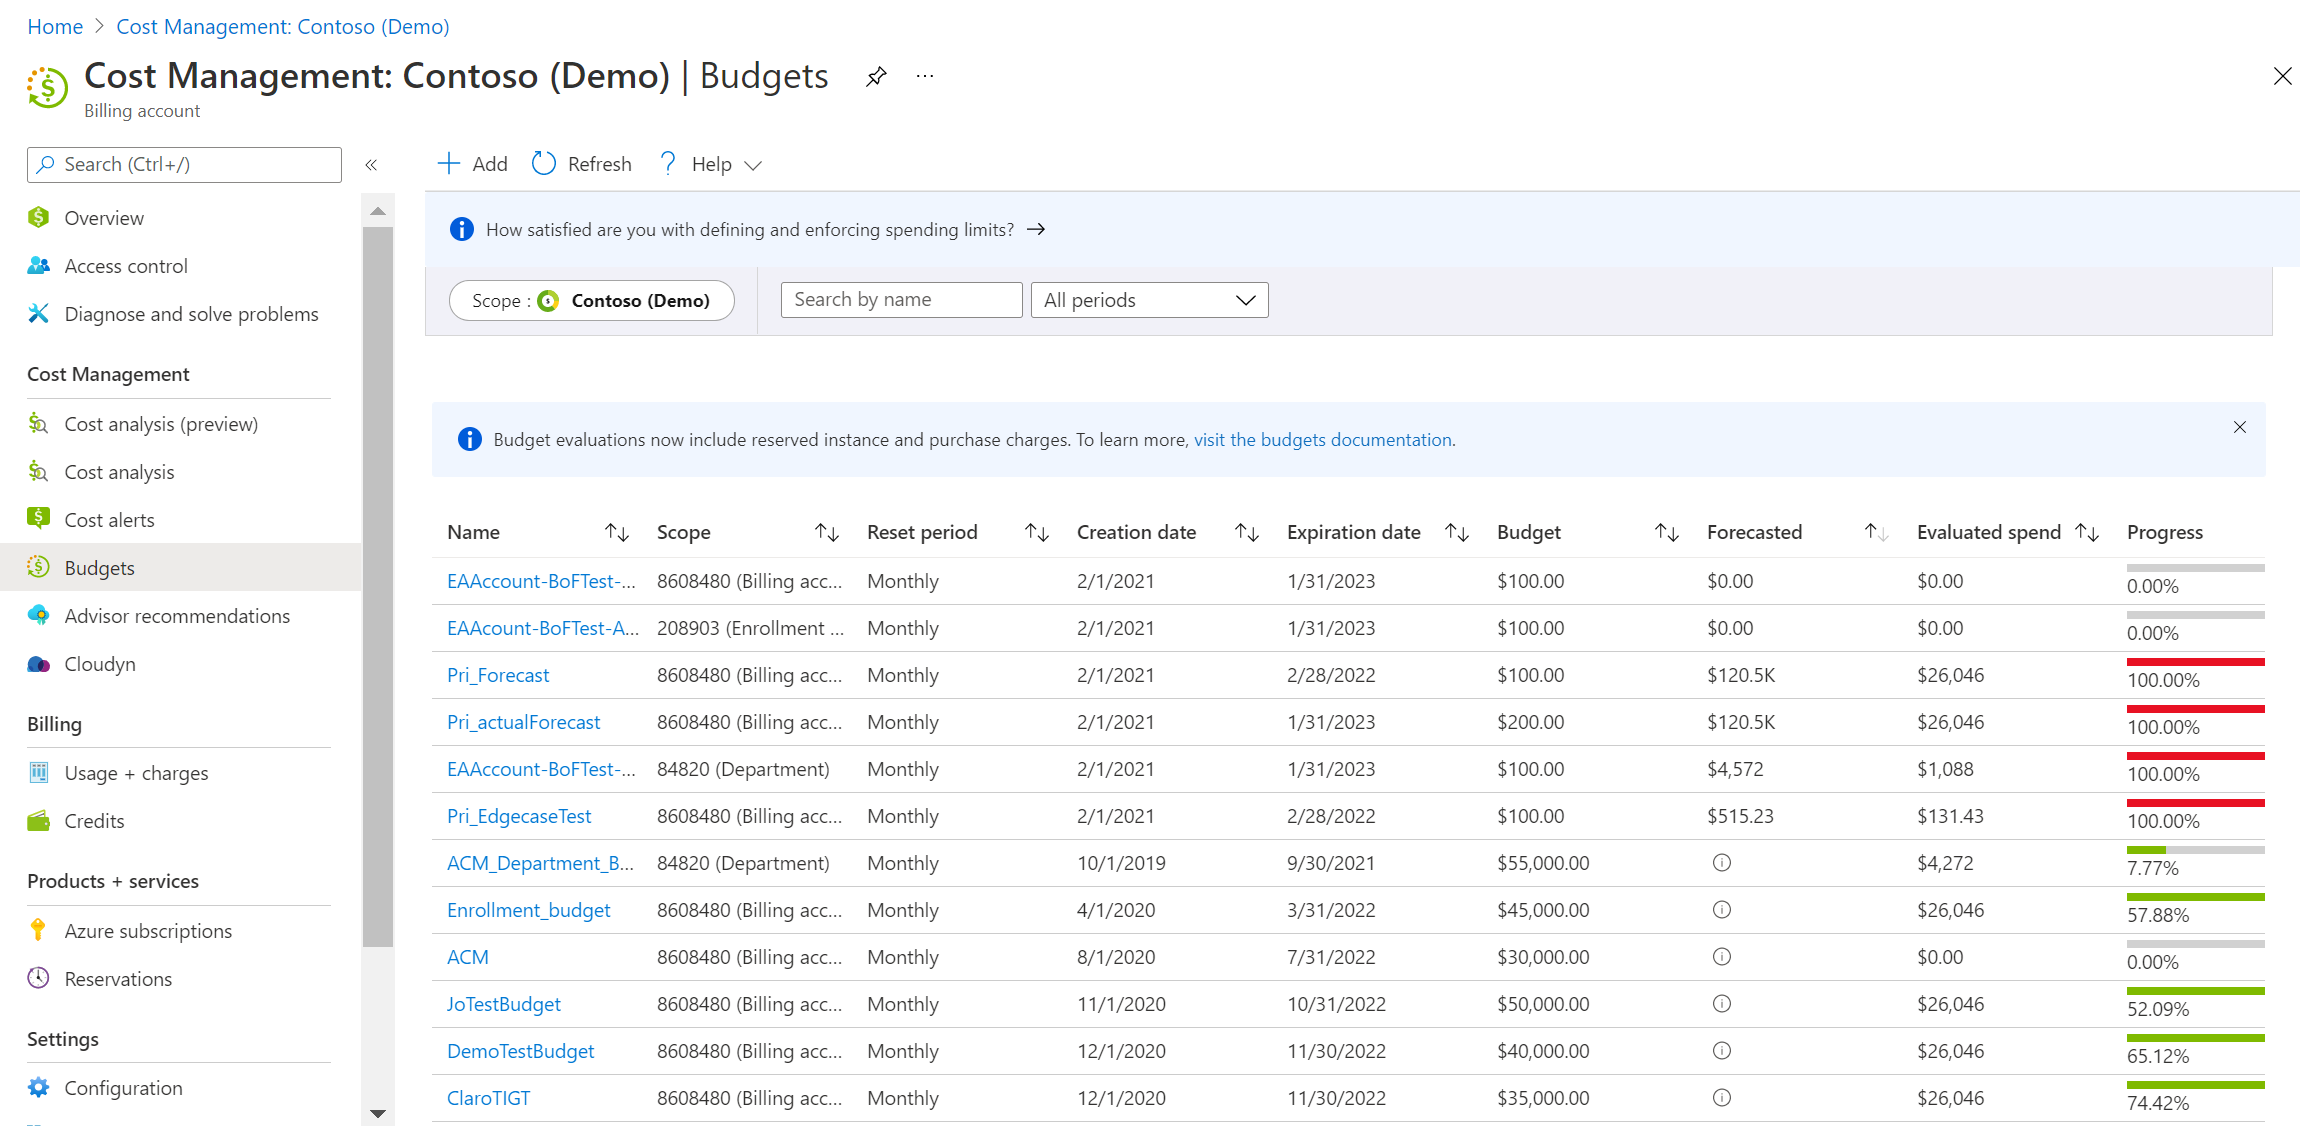 Home > Cost Management: Contoso (Demo)
Cost Management: Contoso (Demo) | Budgets ...
Billing account
Search (Ctrl+/) «
Overview
Access control
Diagnose and solve problems
Cost Management
Cost analysis (preview)
Cost analysis
Cost alerts
Budgets
Advisor recommendations
Cloudyn
Billing
Usage + charges
Credits
Products + services
Azure subscriptions
Reservations
Settings
Configuration
Add Refresh ? Help
How satisfied are you with defining and enforcing spending limits? →
Scope : Contoso (Demo) Search by name All periods
Budget evaluations now include reserved instance and purchase charges. To learn more, visit the budgets documentation.
Name Scope Reset period Creation date Expiration date Budget Forecasted Evaluated spend Progress
EAAccount-BoFTest-... 8608480 (Billing acc... Monthly 2/1/2021 1/31/2023 $100.00 $0.00 $0.00 0.00%
EAAcount-BoFTest-A... 208903 (Enrollment ... Monthly 2/1/2021 1/31/2023 $100.00 $0.00 $0.00 0.00%
Pri_Forecast 8608480 (Billing acc... Monthly 2/1/2021 2/28/2022 $100.00 $120.5K $26,046 100.00%
Pri_actualForecast 8608480 (Billing acc... Monthly 2/1/2021 1/31/2023 $200.00 $120.5K $26,046 100.00%
EAAccount-BoFTest-... 84820 (Department) Monthly 2/1/2021 1/31/2023 $100.00 $4,572 $1,088 100.00%
Pri_EdgecaseTest 8608480 (Billing acc... Monthly 2/1/2021 2/28/2022 $100.00 $515.23 $131.43 100.00%
ACM_Department_B... 84820 (Department) Monthly 10/1/2019 9/30/2021 $55,000.00 $4,272 7.77%
Enrollment_budget 8608480 (Billing acc... Monthly 4/1/2020 3/31/2022 $45,000.00 $26,046 57.88%
ACM 8608480 (Billing acc... Monthly 8/1/2020 7/31/2022 $30,000.00 $0.00 0.00%
JoTestBudget 8608480 (Billing acc... Monthly 11/1/2020 10/31/2022 $50,000.00 $26,046 52.09%
DemoTestBudget 8608480 (Billing acc... Monthly 12/1/2020 11/30/2022 $40,000.00 $26,046 65.12%
ClaroTIGT 8608480 (Billing acc... Monthly 12/1/2020 11/30/2022 $35,000.00 $26,046 74.42%